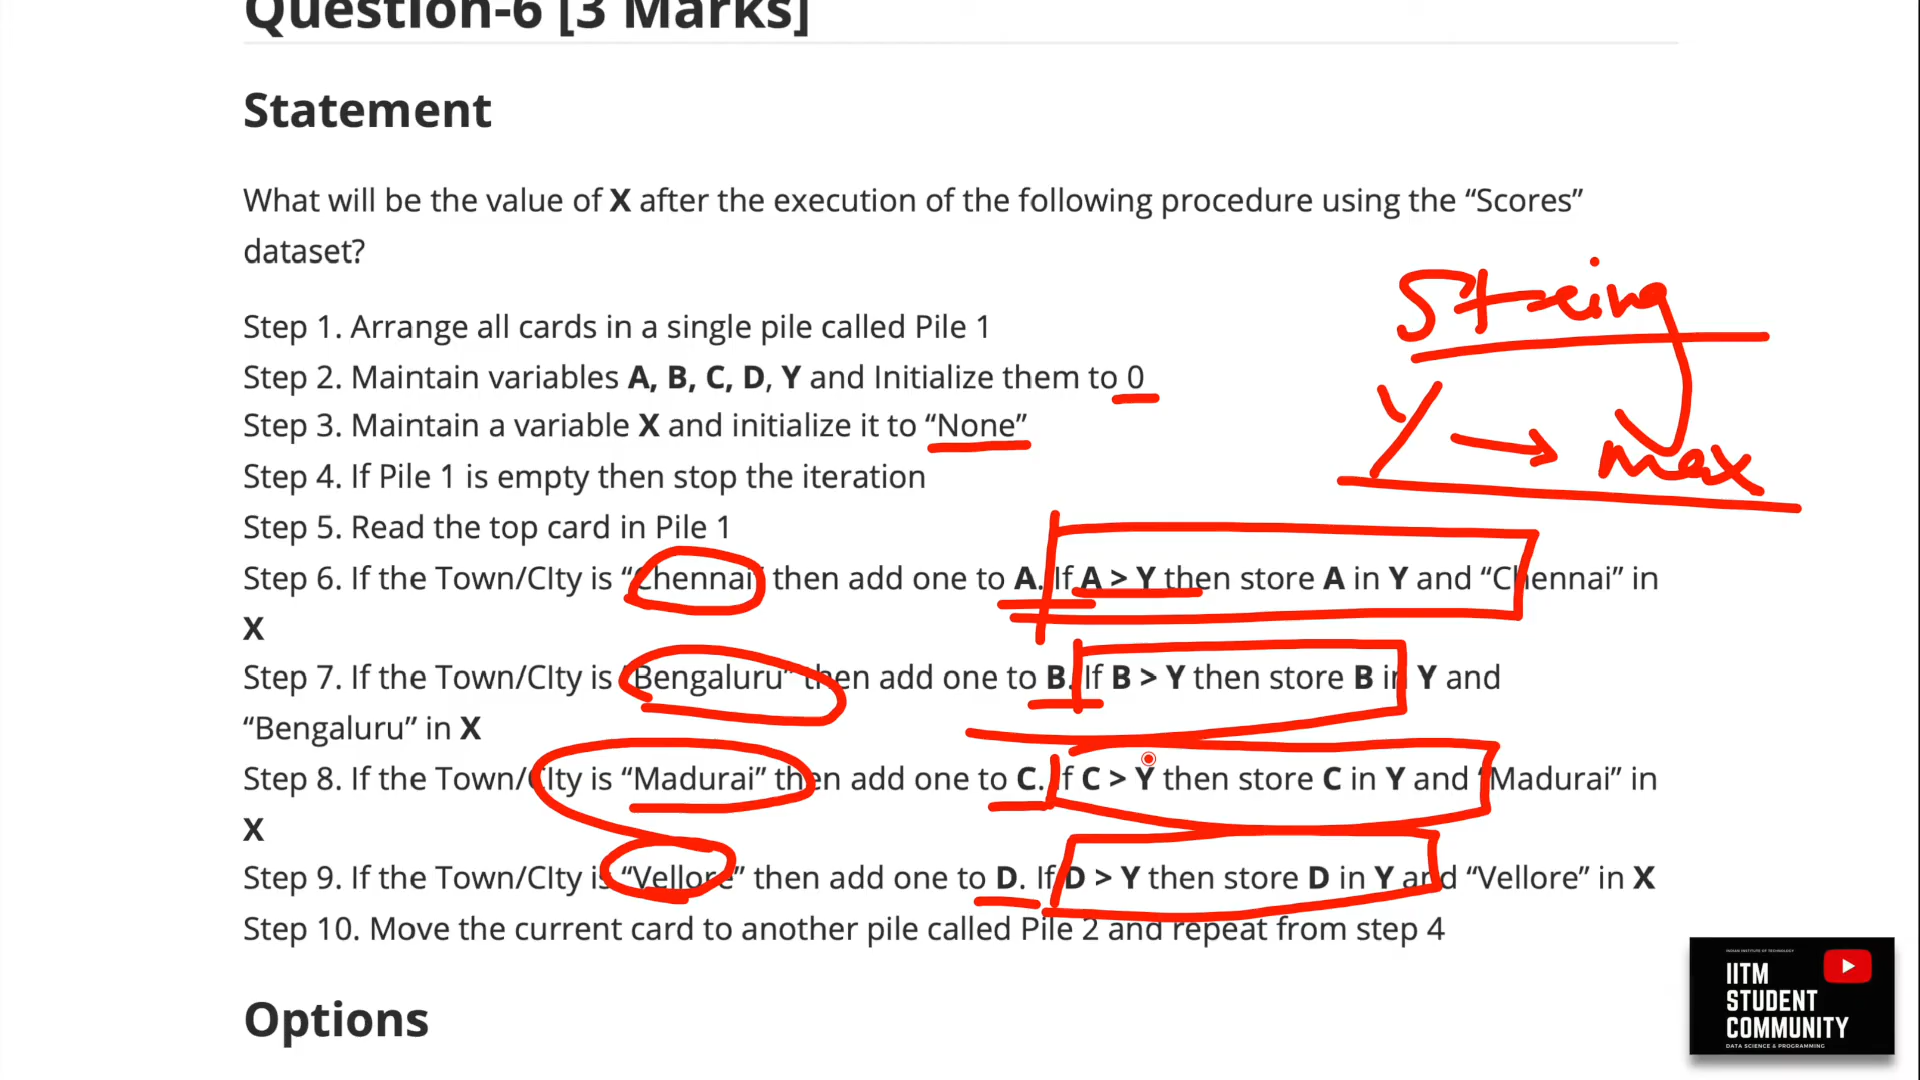 Question-6 [3 Marks]
Statement
What will be the value of X after the execution of the following procedure using the “Scores”
dataset?
String
Step 1. Arrange all cards in a single pile called Pile 1
Step 2. Maintain variables A, B, C, D, Y and Initialize them to 0
Step 3. Maintain a variable X and initialize it to “None”
Y → max
Step 4. If Pile 1 is empty then stop the iteration
Step 5. Read the top card in Pile 1
Step 6. If the Town/CIty is “Chennai” then add one to A. If A > Y then store A in Y and “Chennai” in
X
Step 7. If the Town/CIty is “Bengaluru” then add one to B. If B > Y then store B in Y and
“Bengaluru” in X
Step 8. If the Town/CIty is “Madurai” then add one to C. If C > Y then store C in Y and “Madurai” in
X
Step 9. If the Town/CIty is “Vellore” then add one to D. If D > Y then store D in Y and “Vellore” in X
Step 10. Move the current card to another pile called Pile 2 and repeat from step 4
Options
INDIAN INSTITUTE OF TECHNOLOGY
IITM
STUDENT
COMMUNITY
DATA SCIENCE & PROGRAMMING